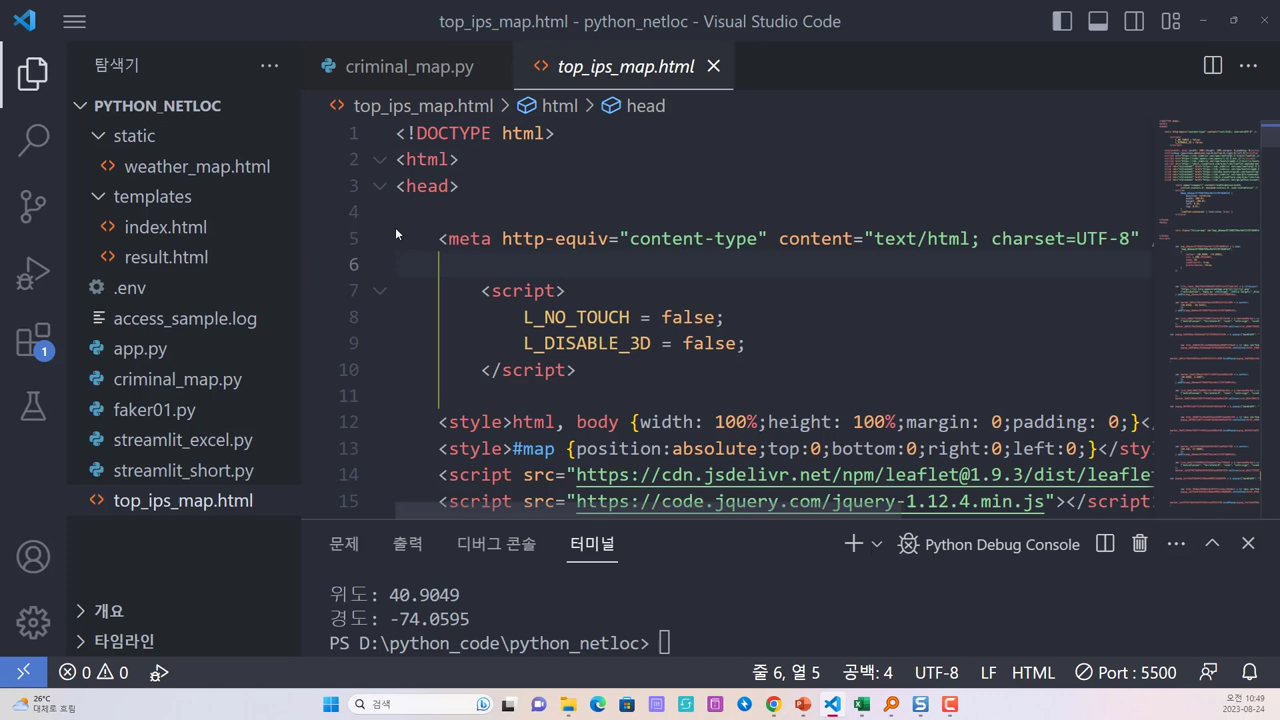 top_ips_map.html - python_netloc - Visual Studio Code
탐색기
PYTHON_NETLOC
static
weather_map.html
templates
index.html
result.html
.env
access_sample.log
app.py
criminal_map.py
faker01.py
streamlit_excel.py
streamlit_short.py
top_ips_map.html
개요
타임라인
1
criminal_map.py
top_ips_map.html
top_ips_map.html > html > head
1 <!DOCTYPE html>
2 <html>
3 <head>
4
5 <meta http-equiv="content-type" content="text/html; charset=UTF-8"
6
7 <script>
8 L_NO_TOUCH = false;
9 L_DISABLE_3D = false;
10 </script>
11
12 <style>html, body {width: 100%;height: 100%;margin: 0;padding: 0;}<
13 <style>#map {position:absolute;top:0;bottom:0;right:0;left:0;}</sty
14 <script src="https://cdn.jsdelivr.net/npm/leaflet@1.9.3/dist/leafle
15 <script src="https://code.jquery.com/jquery-1.12.4.min.js"></script
문제 출력 디버그 콘솔 터미널
Python Debug Console
위도: 40.9049
경도: -74.0595
PS D:\python_code\python_netloc>
0 0
줄 6, 열 5 공백: 4 UTF-8 LF HTML Port : 5500
26°C
대체로 흐림
검색
오전 10:49
2023-08-24